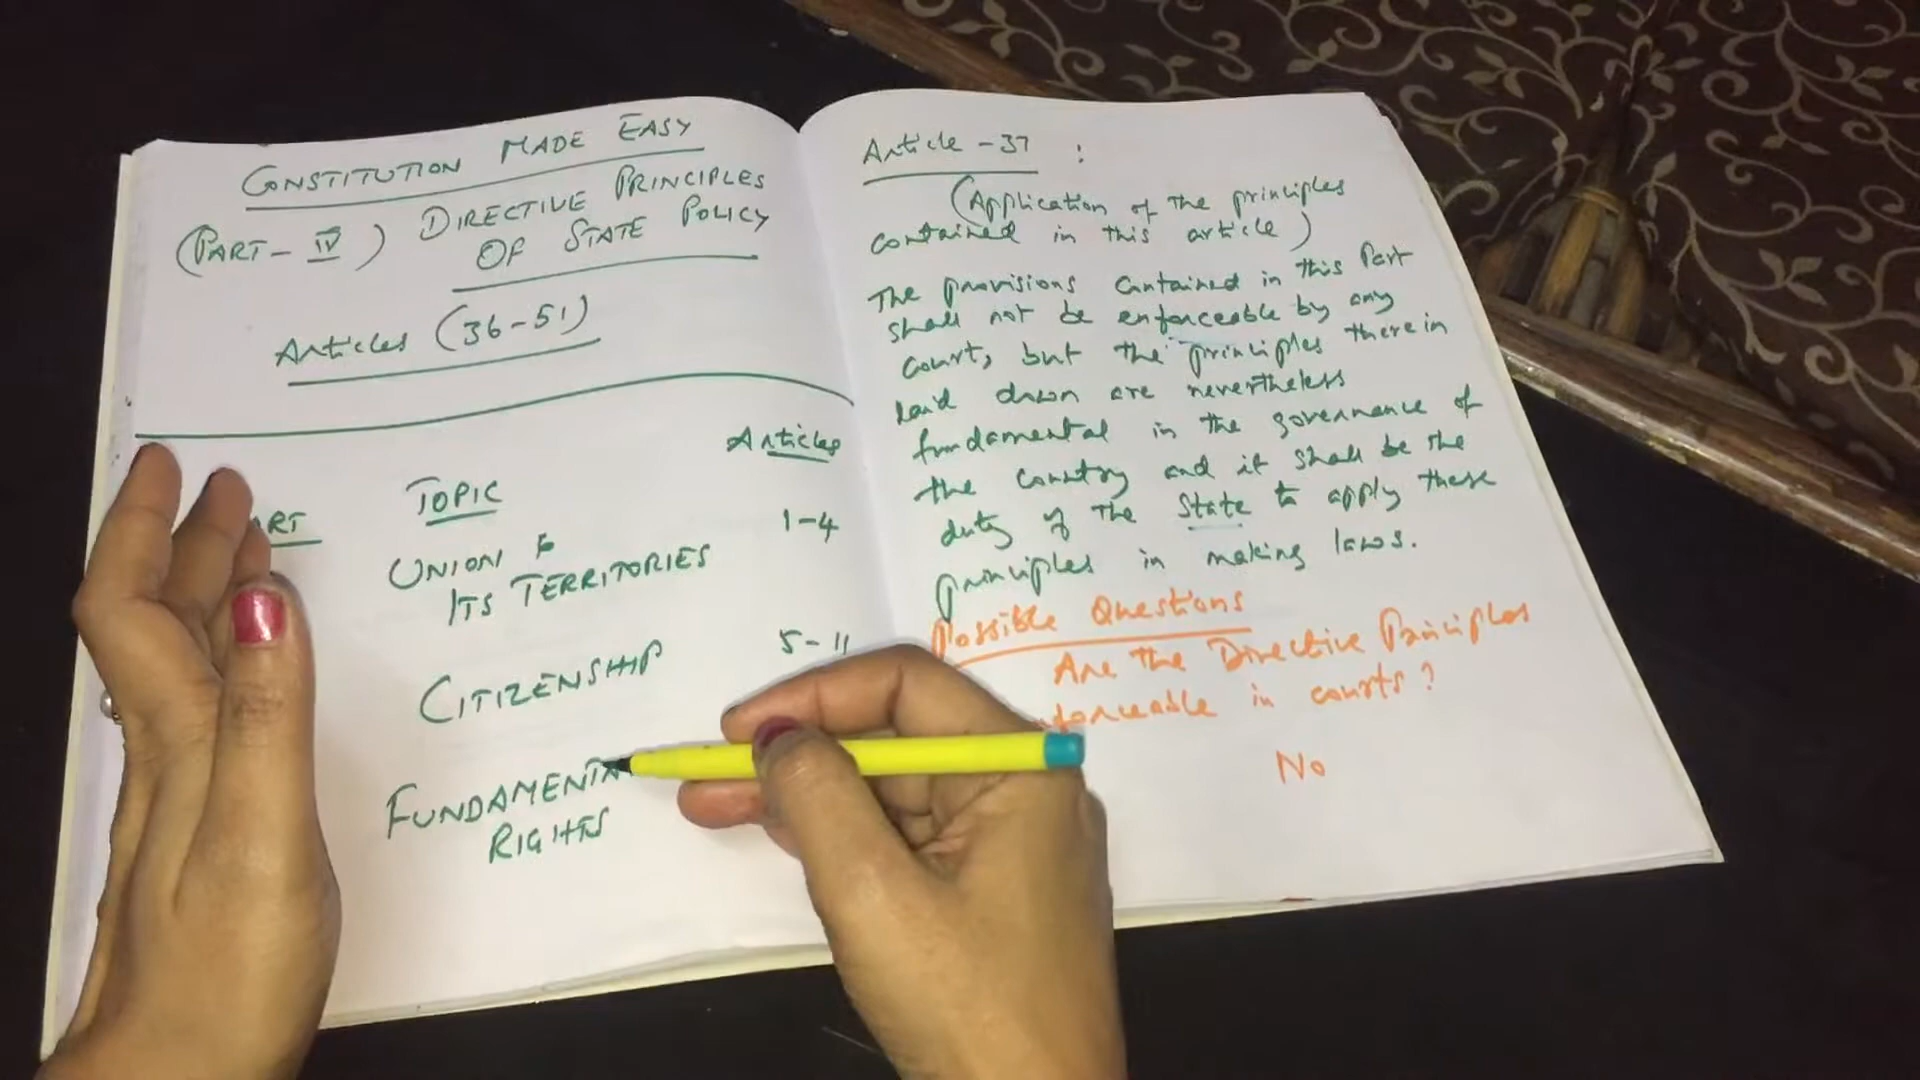 CONSTITUTION MADE EASY
(PART-IV) DIRECTIVE PRINCIPLES
OF STATE POLICY
Articles (36-51)
ART TOPIC Articles
UNION & 1-4
ITS TERRITORIES
CITIZENSHIP 5-11
FUNDAMENTA
RIGHTS
Article-37 :
(Application of the principles
contained in this article)
The provisions contained in this Part
shall not be enforceable by any
court, but the principles therein
laid down are nevertheless
fundamental in the governance of
the country and it shall be the
duty of the State to apply these
principles in making laws.
Possible Questions
Are the Directive Principles
forceable in courts?
No